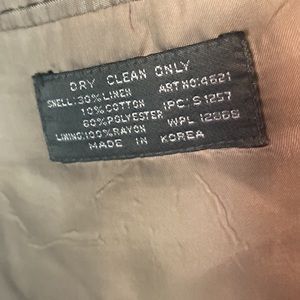 DRY CLEAN ONLY
SHELL:30%LINEN ART NO:4621
10%COTTON 1PC'S1257
60%POLYESTER WPL 12869
LINING:100%RAYON
MADE IN KOREA